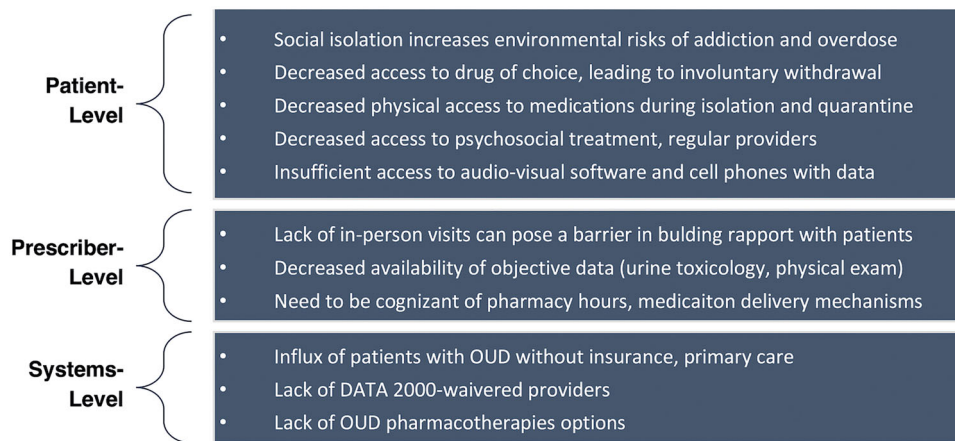 Patient-
Level
• Social isolation increases environmental risks of addiction and overdose
• Decreased access to drug of choice, leading to involuntary withdrawal
• Decreased physical access to medications during isolation and quarantine
• Decreased access to psychosocial treatment, regular providers
• Insufficient access to audio-visual software and cell phones with data
Prescriber-
Level
• Lack of in-person visits can pose a barrier in bulding rapport with patients
• Decreased availability of objective data (urine toxicology, physical exam)
• Need to be cognizant of pharmacy hours, medicaiton delivery mechanisms
Systems-
Level
• Influx of patients with OUD without insurance, primary care
• Lack of DATA 2000-waivered providers
• Lack of OUD pharmacotherapies options